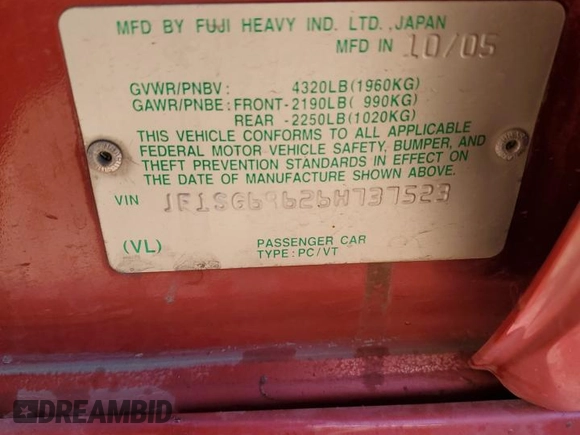 MFD BY FUJI HEAVY IND. LTD.,JAPAN
MFD IN 10/05
GVWR/PNBV: 4320LB(1960KG)
GAWR/PNBE:FRONT-2190LB( 990KG)
REAR -2250LB(1020KG)
THIS VEHICLE CONFORMS TO ALL APPLICABLE
FEDERAL MOTOR VEHICLE SAFETY, BUMPER, AND
THEFT PREVENTION STANDARDS IN EFFECT ON
THE DATE OF MANUFACTURE SHOWN ABOVE.
VIN JF1SG69626H737523
(VL) PASSENGER CAR
TYPE:PC/VT
DREAMBID